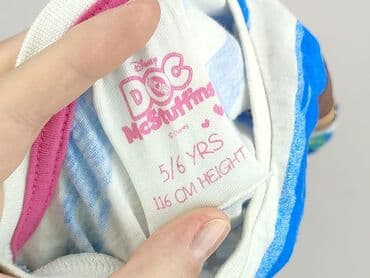 Disney
DOC
McStuffins
© Disney
5/6 YRS
116 CM HEIGHT